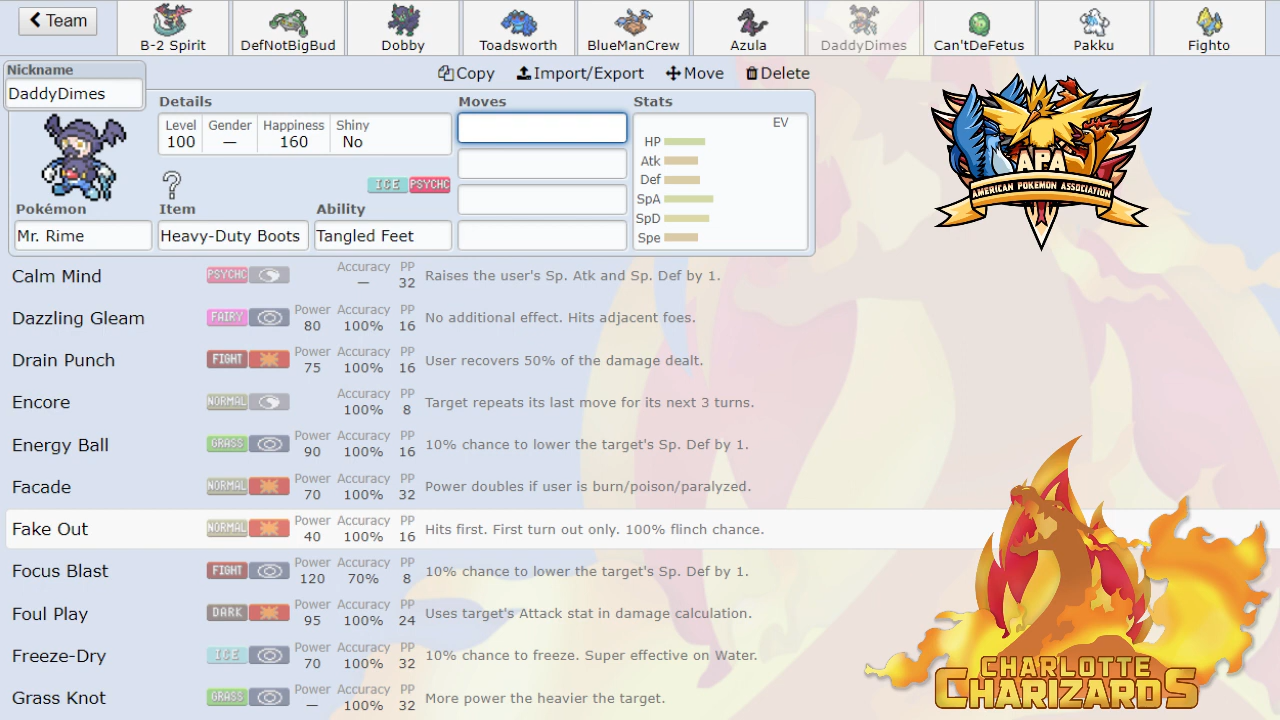 Team
B-2 Spirit
DefNotBigBud
Dobby
Toadsworth
BlueManCrew
Azula
DaddyDimes
Can'tDeFetus
Pakku
Fighto
Nickname
DaddyDimes
Copy Import/Export Move Delete
Details
Level Gender Happiness Shiny
100 — 160 No
ICE PSYCHC
Pokémon
Mr. Rime
Item
Heavy-Duty Boots
Ability
Tangled Feet
Moves
Stats
EV
HP
Atk
Def
SpA
SpD
Spe
APA
AMERICAN POKEMON ASSOCIATION
Calm Mind PSYCHC Accuracy — PP 32 Raises the user's Sp. Atk and Sp. Def by 1.
Dazzling Gleam FAIRY Power 80 Accuracy 100% PP 16 No additional effect. Hits adjacent foes.
Drain Punch FIGHT Power 75 Accuracy 100% PP 16 User recovers 50% of the damage dealt.
Encore NORMAL Accuracy 100% PP 8 Target repeats its last move for its next 3 turns.
Energy Ball GRASS Power 90 Accuracy 100% PP 16 10% chance to lower the target's Sp. Def by 1.
Facade NORMAL Power 70 Accuracy 100% PP 32 Power doubles if user is burn/poison/paralyzed.
Fake Out NORMAL Power 40 Accuracy 100% PP 16 Hits first. First turn out only. 100% flinch chance.
Focus Blast FIGHT Power 120 Accuracy 70% PP 8 10% chance to lower the target's Sp. Def by 1.
Foul Play DARK Power 95 Accuracy 100% PP 24 Uses target's Attack stat in damage calculation.
Freeze-Dry ICE Power 70 Accuracy 100% PP 32 10% chance to freeze. Super effective on Water.
Grass Knot GRASS Power — Accuracy 100% PP 32 More power the heavier the target.
CHARLOTTE
CHARIZARDS